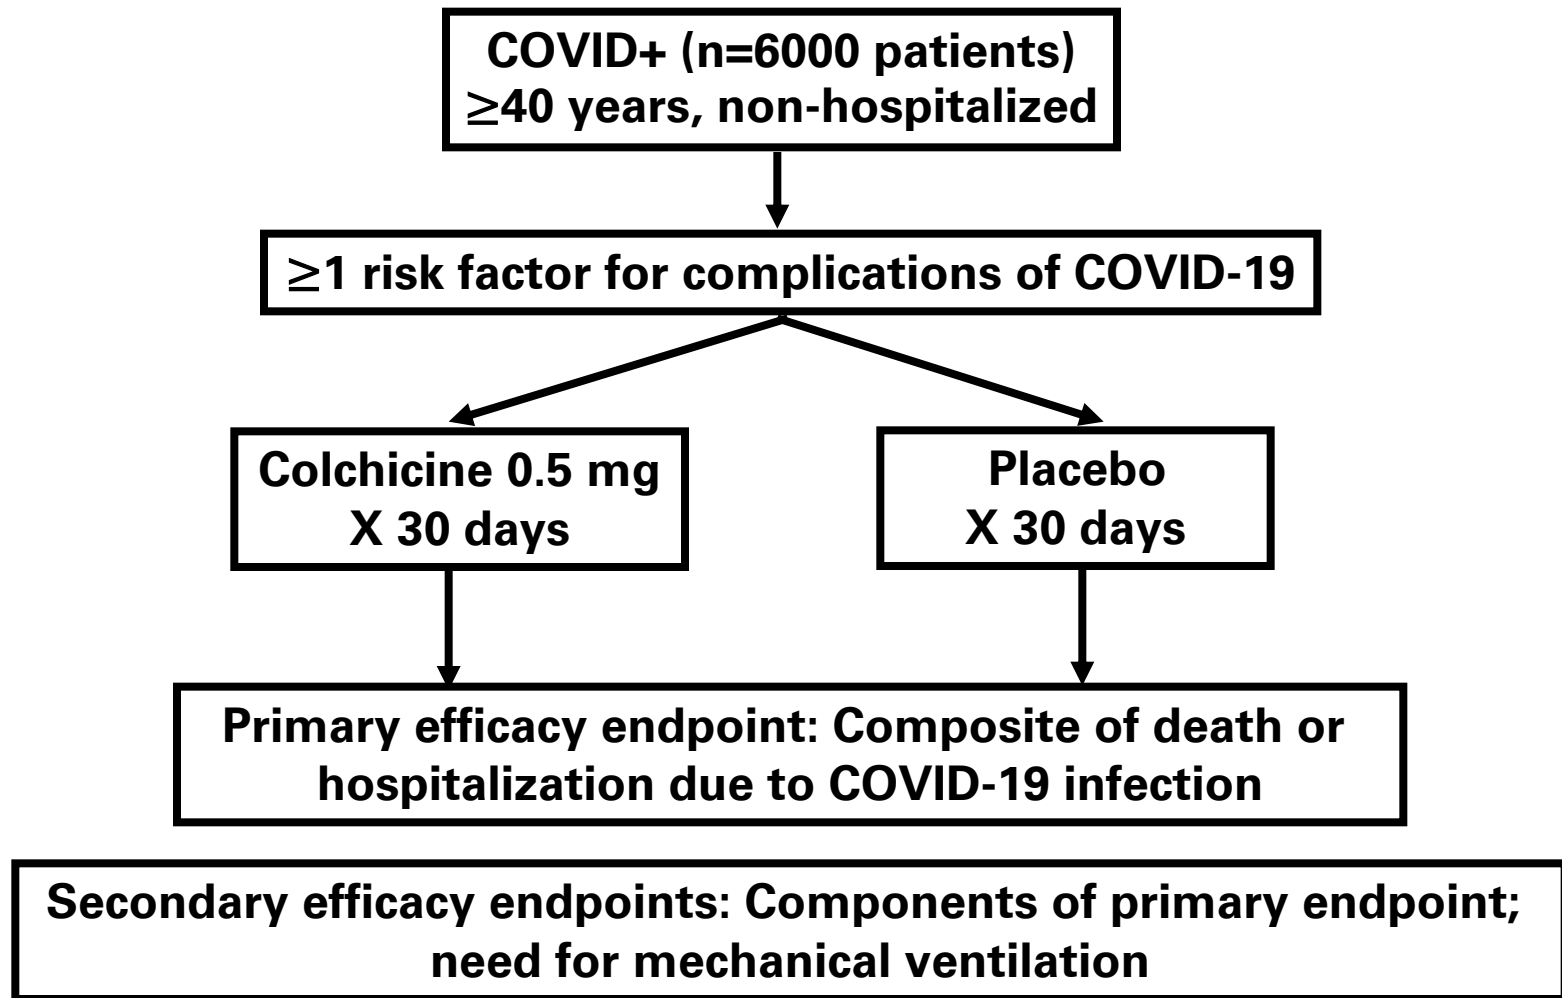 COVID+ (n=6000 patients)
≥40 years, non-hospitalized
≥1 risk factor for complications of COVID-19
Colchicine 0.5 mg
X 30 days
Placebo
X 30 days
Primary efficacy endpoint: Composite of death or
hospitalization due to COVID-19 infection
Secondary efficacy endpoints: Components of primary endpoint;
need for mechanical ventilation